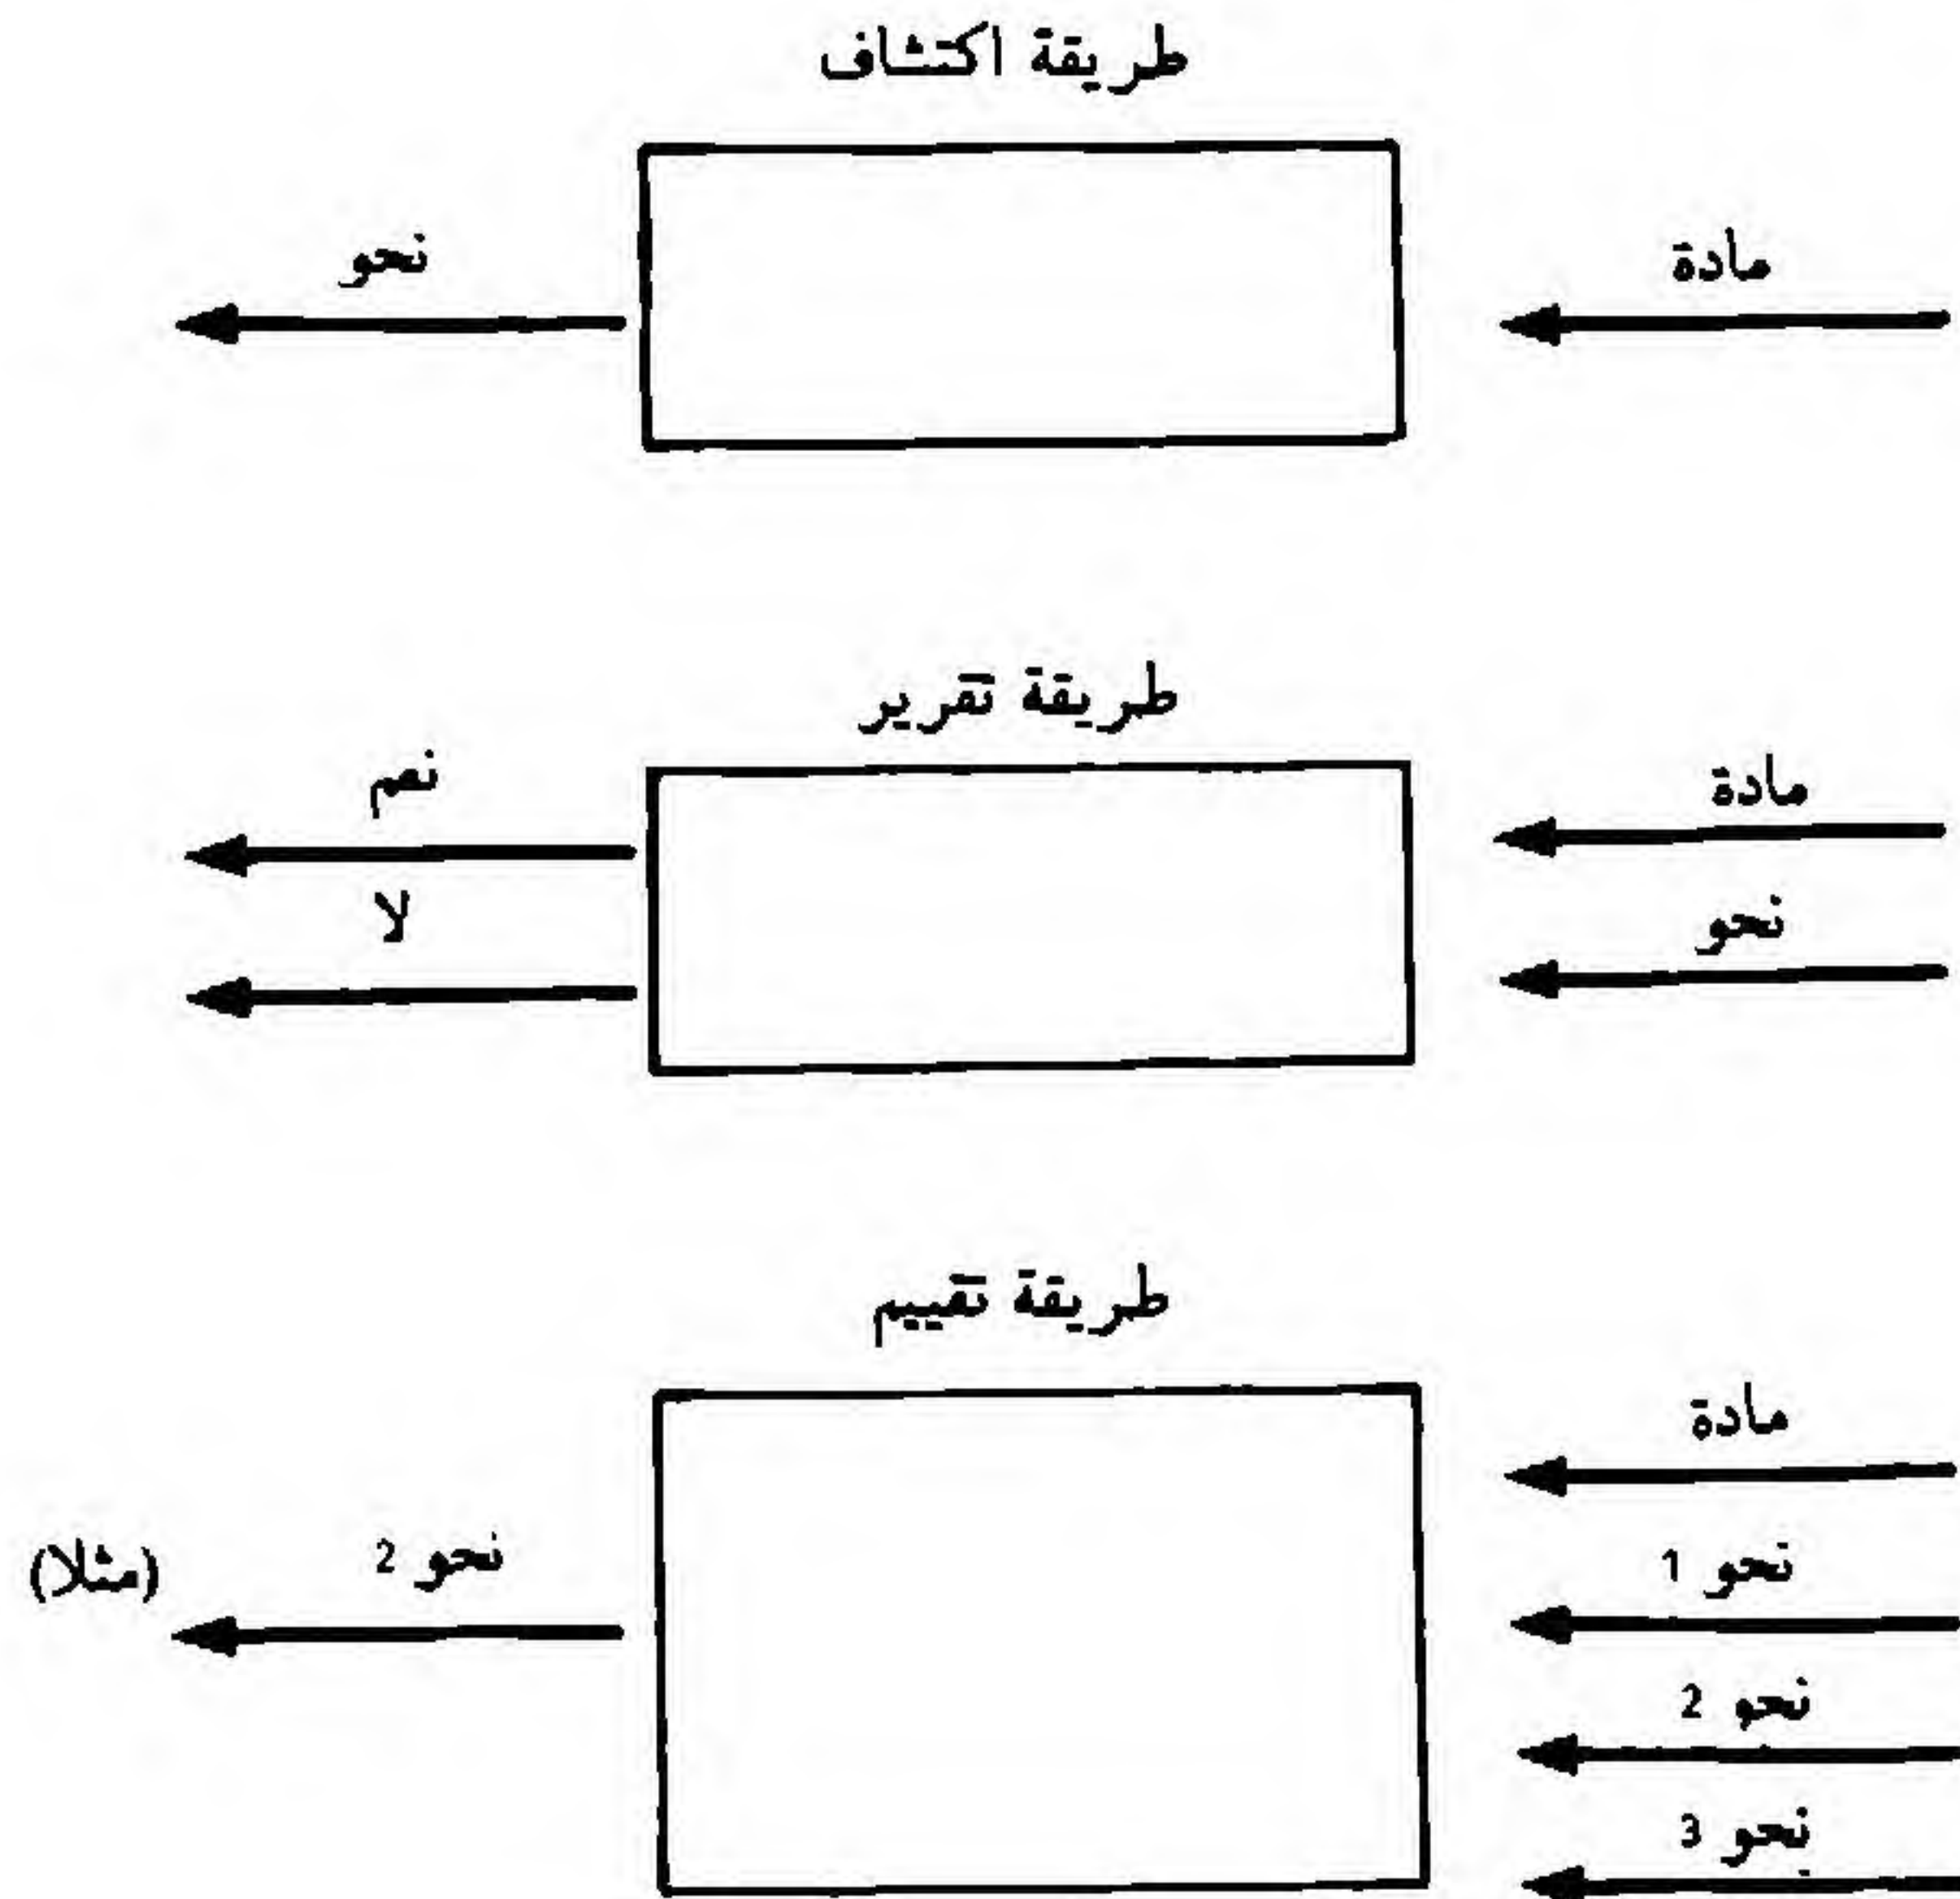 طريقة اكتشاف
مادة
نحو
طريقة تقرير
مادة
نعم
نحو
لا
طريقة تقييم
مادة
نحو 1
نحو 2
(مثلا)
نحو 2
نحو 3